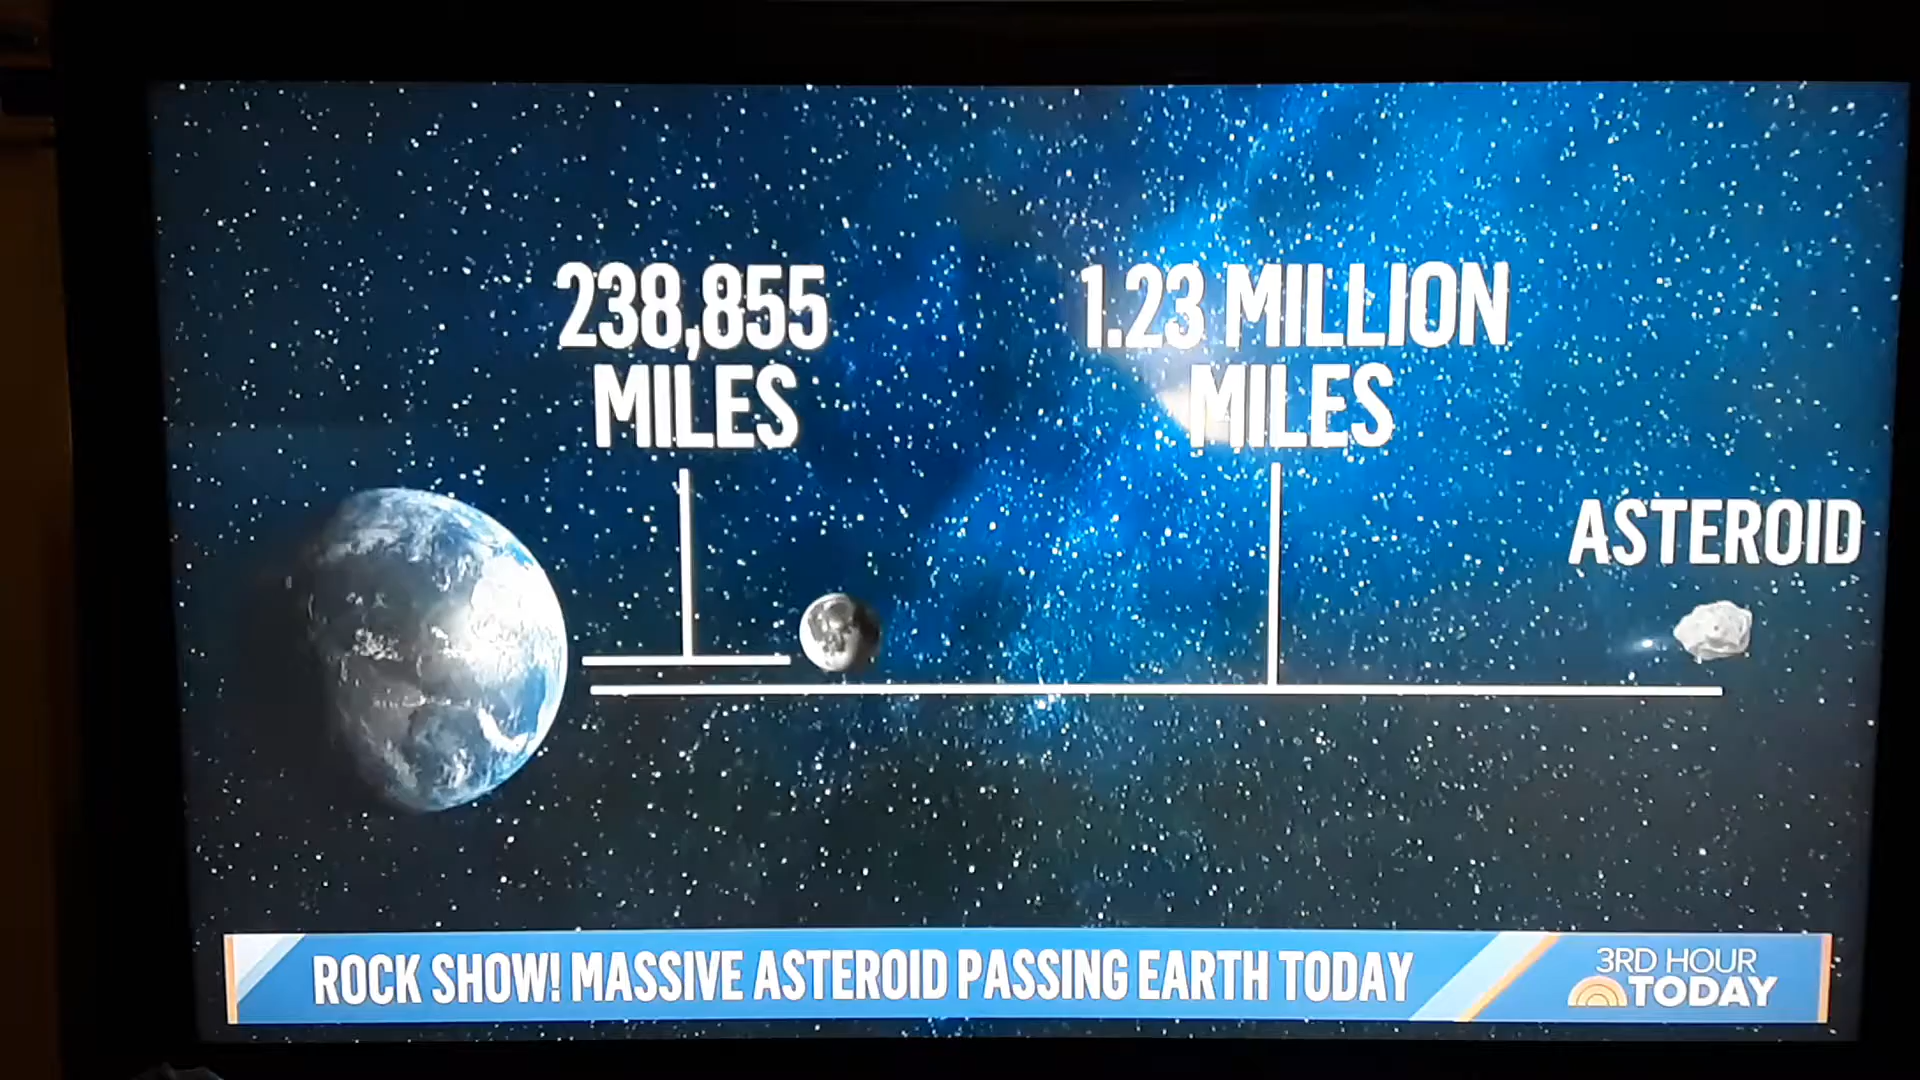 238,855
MILES
1.23 MILLION
MILES
ASTEROID
ROCK SHOW! MASSIVE ASTEROID PASSING EARTH TODAY
3RD HOUR
TODAY